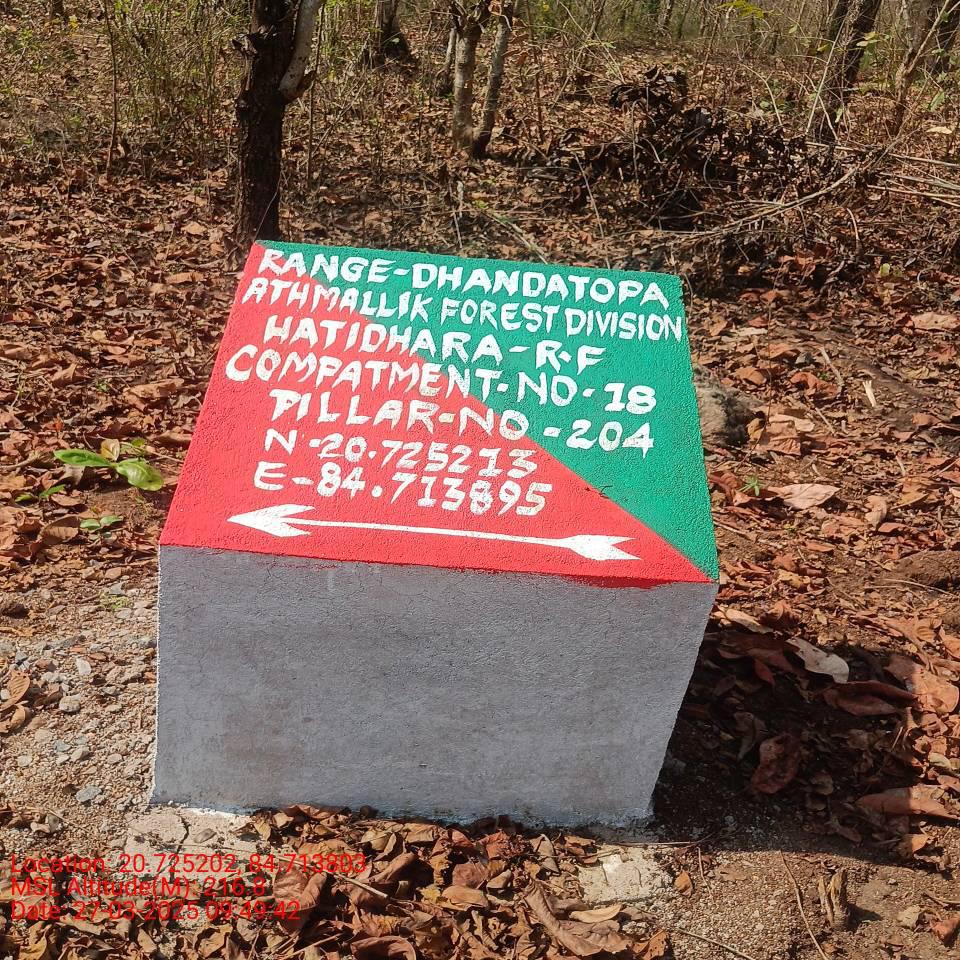 RANGE-DHANDATOPA
ATHMALLIK FOREST DIVISION
HATIDHARA-R.F
COMPATMENT-NO-18
PILLAR-NO-204
N-20.725213
E-84.713895
Location: 20.725202, 84.713803
MSL Altitude(M): 216.8
Date: 27-03-2025 09:49:42